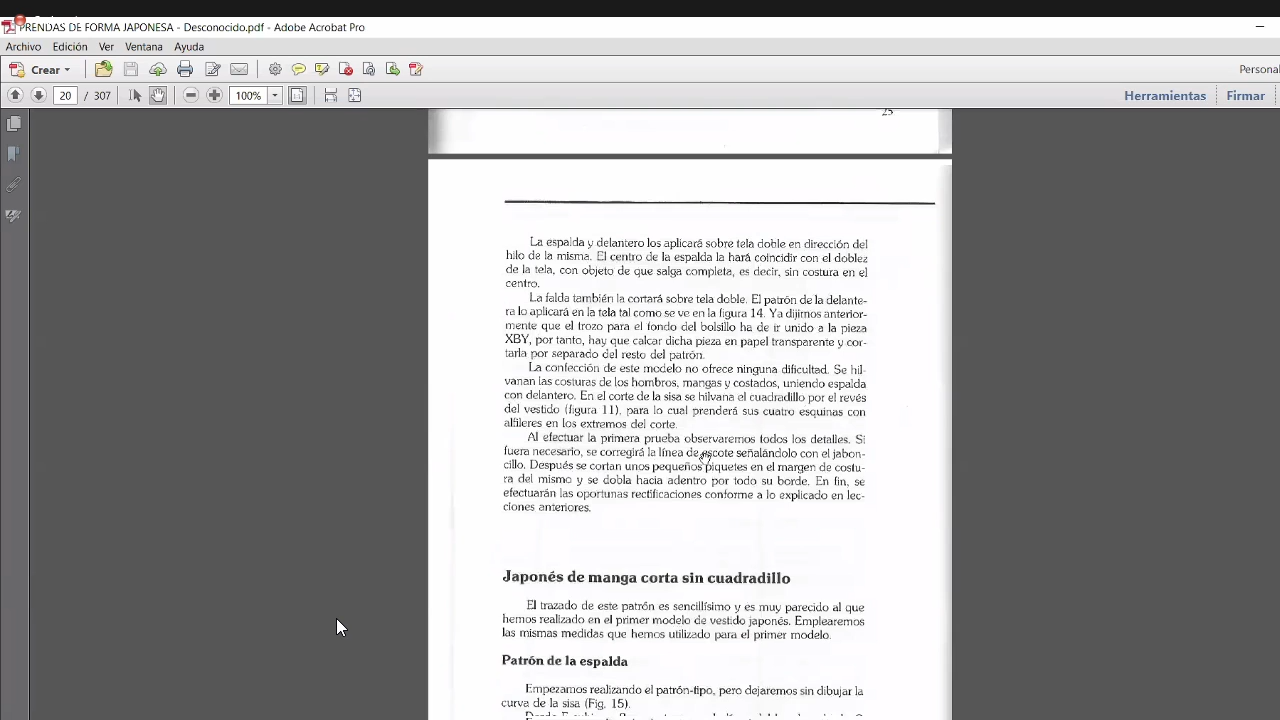 PRENDAS DE FORMA JAPONESA - Desconocido.pdf - Adobe Acrobat Pro
Archivo Edición Ver Ventana Ayuda
Crear
Personal
20 / 307 100% Herramientas Firmar
25
La espalda y delantero los aplicará sobre tela doble en dirección del
hilo de la misma. El centro de la espalda la hará coincidir con el doblez
de la tela, con objeto de que salga completa, es decir, sin costura en el
centro.
La falda también la cortará sobre tela doble. El patrón de la delante-
ra lo aplicará en la tela tal como se ve en la figura 14. Ya dijimos anterior-
mente que el trozo para el fondo del bolsillo ha de ir unido a la pieza
XBY, por tanto, hay que calcar dicha pieza en papel transparente y cor-
tarla por separado del resto del patrón.
La confección de este modelo no ofrece ninguna dificultad. Se hil-
vanan las costuras de los hombros, mangas y costados, uniendo espalda
con delantero. En el corte de la sisa se hilvana el cuadradillo por el revés
del vestido (figura 11), para lo cual prenderá sus cuatro esquinas con
alfileres en los extremos del corte.
Al efectuar la primera prueba observaremos todos los detalles. Si
fuera necesario, se corregirá la línea de escote señalándolo con el jabon-
cillo. Después se cortan unos pequeños piquetes en el margen de costu-
ra del mismo y se dobla hacia adentro por todo su borde. En fin, se
efectuarán las oportunas rectificaciones conforme a lo explicado en lec-
ciones anteriores.
Japonés de manga corta sin cuadradillo
El trazado de este patrón es sencillísimo y es muy parecido al que
hemos realizado en el primer modelo de vestido japonés. Emplearemos
las mismas medidas que hemos utilizado para el primer modelo.
Patrón de la espalda
Empezamos realizando el patrón-tipo, pero dejaremos sin dibujar la
curva de la sisa (Fig. 15).